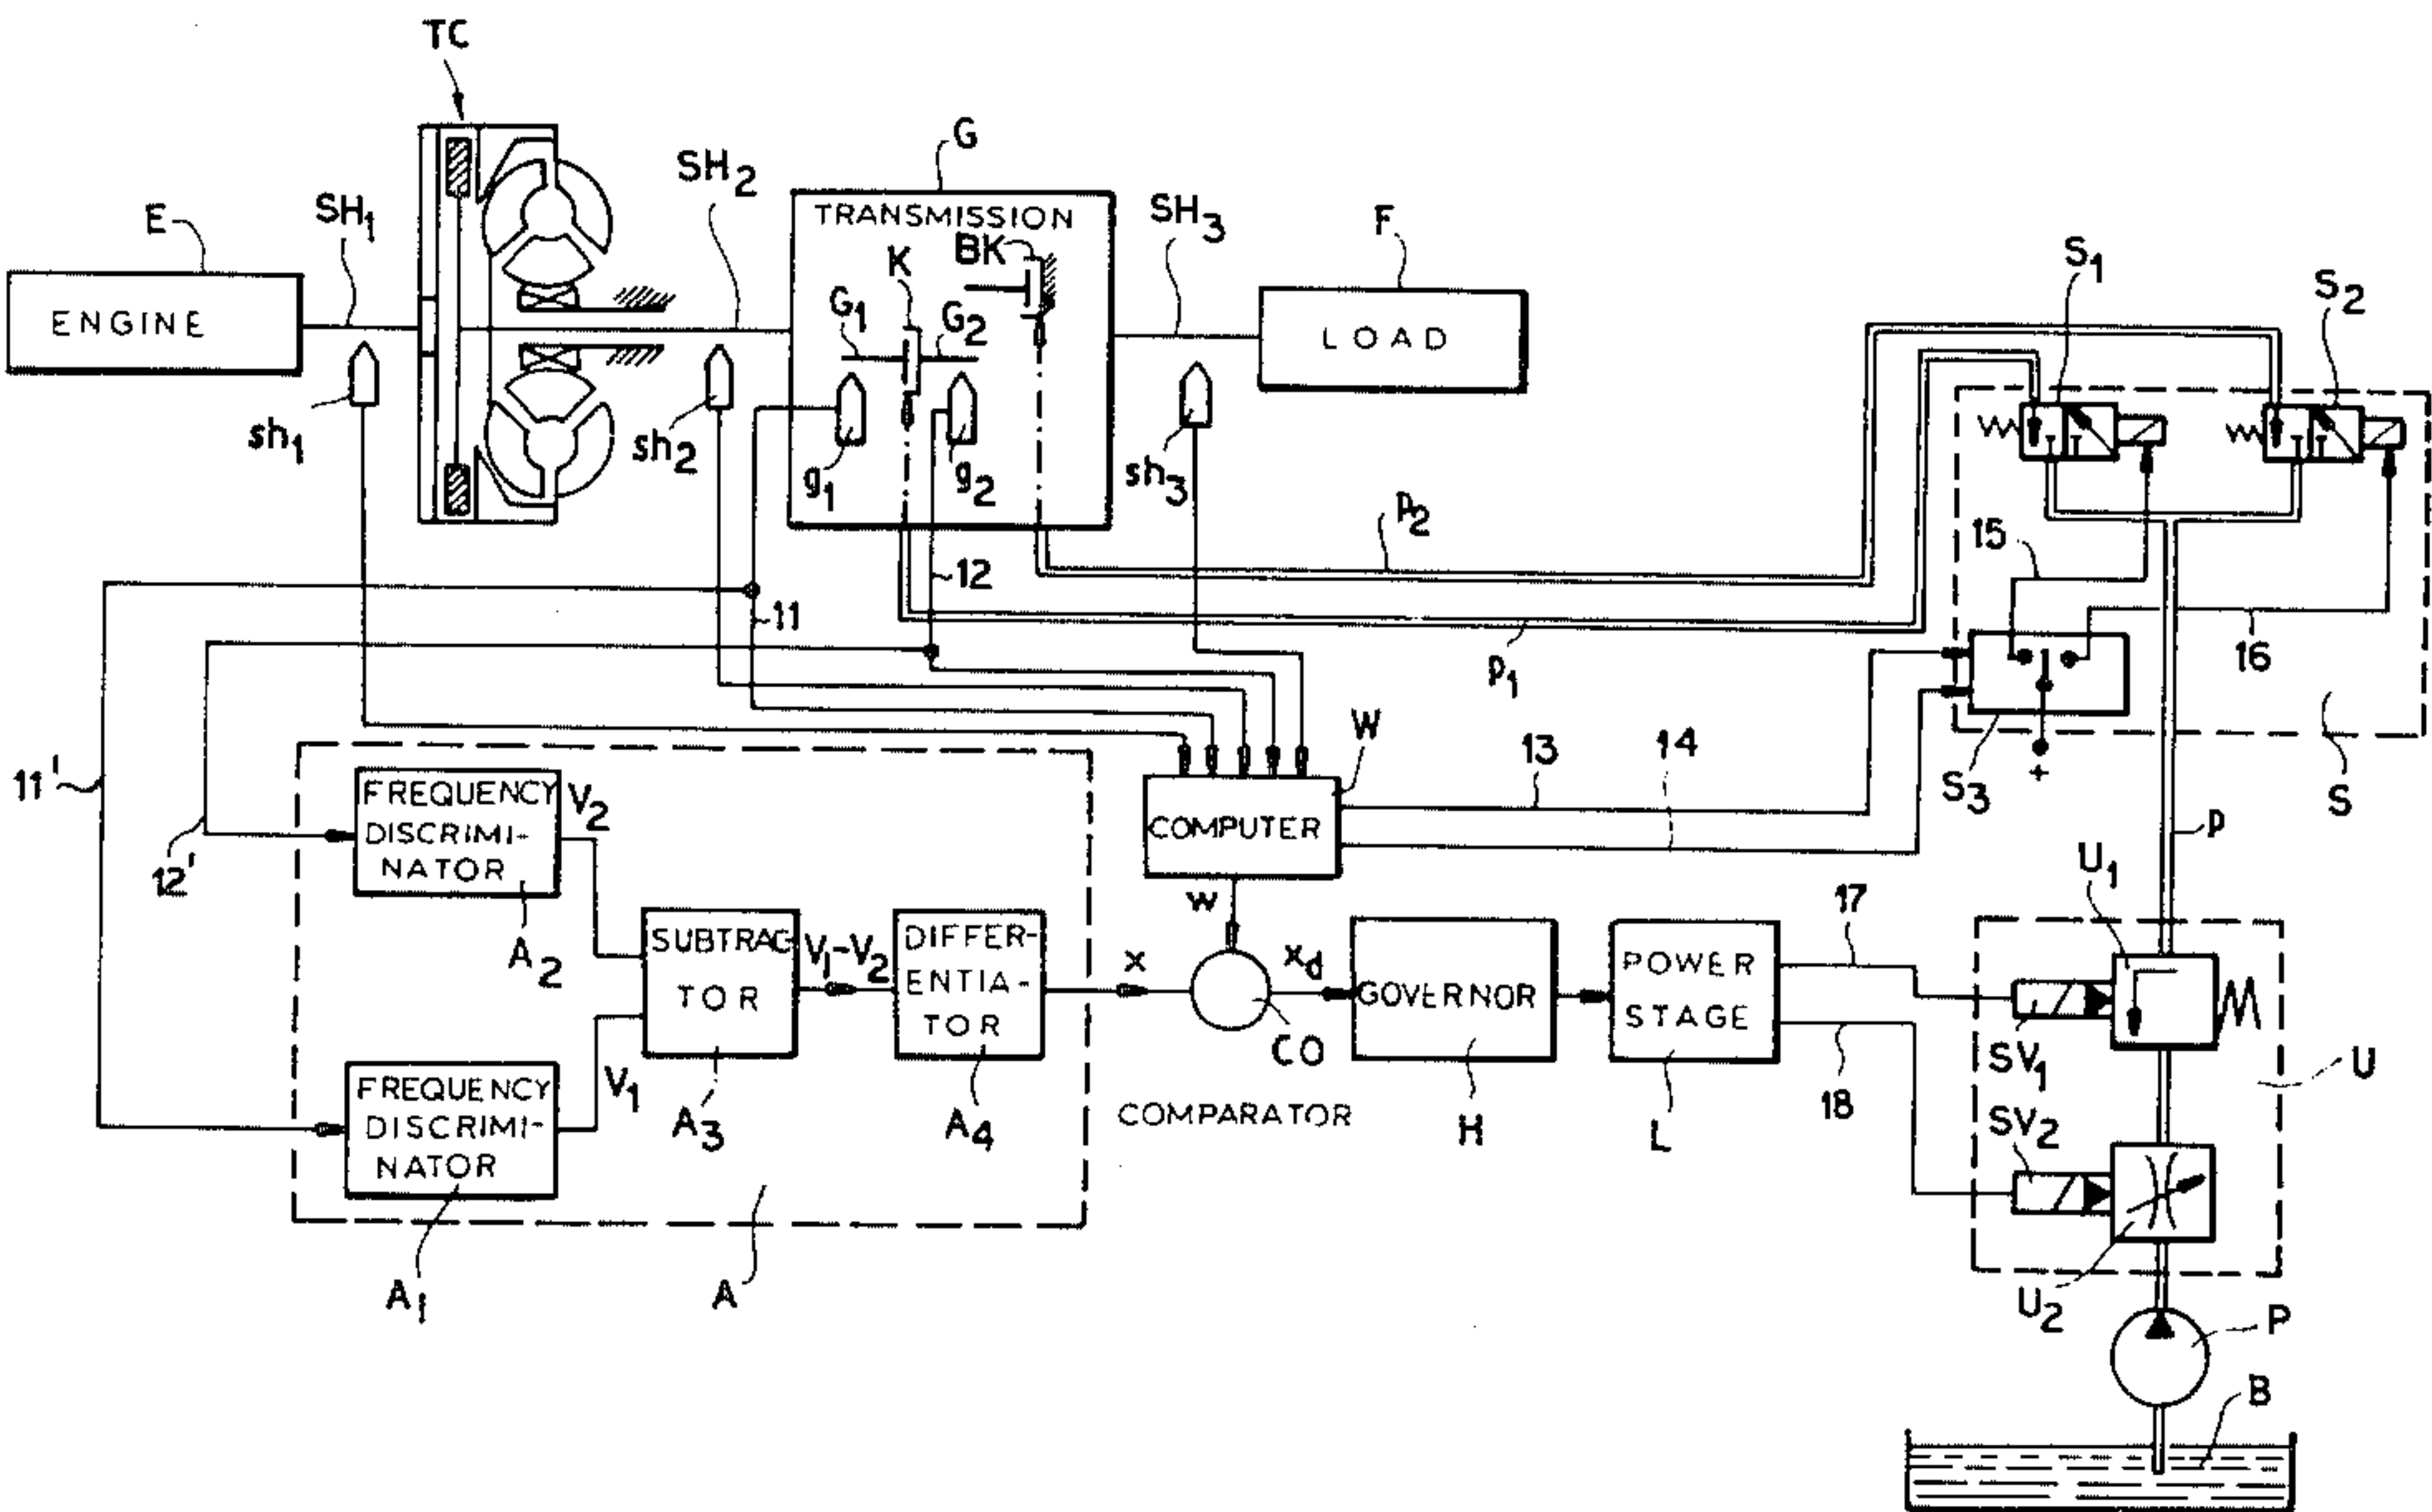 TC
G
SH₂
E
SH₁
SH₃
F
TRANSMISSION
BK
K
S₁
S₂
ENGINE
G₁
G₂
LOAD
sh₁
sh₂
g₁
g₂
sh₃
p₂
15
12
11
16
p₁
11'
12'
FREQUENCY
DISCRIMI-
NATOR
V₂
W
13
14
S₃
+
S
COMPUTER
p
w
U₁
A₂
SUBTRAC-
TOR
V₁-V₂
DIFFER-
ENTIA-
TOR
x
x_d
CO
GOVERNOR
17
POWER
STAGE
SV₁
U
FREQUENCY
DISCRIMI-
NATOR
V₁
A₃
A₄
COMPARATOR
H
L
18
SV₂
A₁
A
U₂
P
B